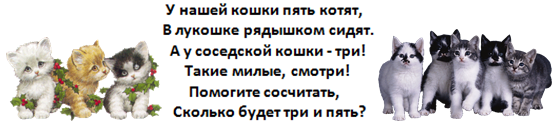 У нашей кошки пять котят,
В лукошке рядышком сидят.
А у соседской кошки - три!
Такие милые, смотри!
Помогите сосчитать,
Сколько будет три и пять?